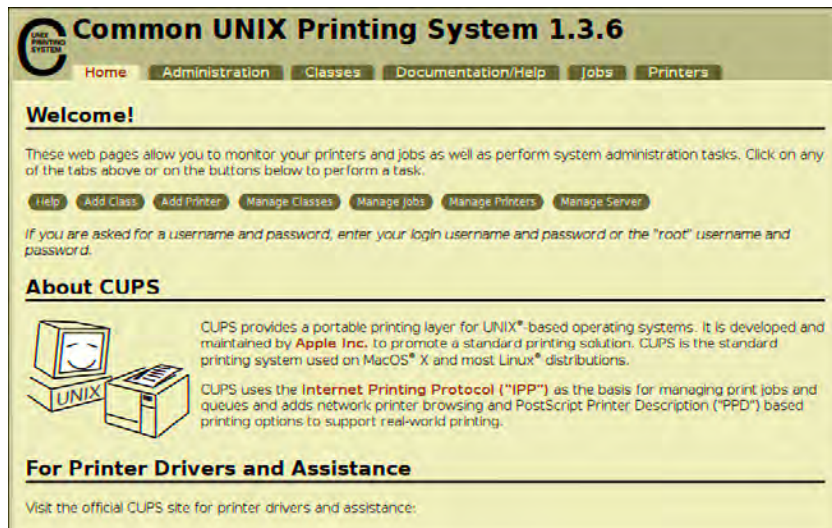 UNIX
PRINTING
SYSTEM
Common UNIX Printing System 1.3.6
Home Administration Classes Documentation/Help Jobs Printers
Welcome!
These web pages allow you to monitor your printers and jobs as well as perform system administration tasks. Click on any
of the tabs above or on the buttons below to perform a task.
Help Add Class Add Printer Manage Classes Manage Jobs Manage Printers Manage Server
If you are asked for a username and password, enter your login username and password or the "root" username and
password.
About CUPS
CUPS provides a portable printing layer for UNIX®-based operating systems. It is developed and
maintained by Apple Inc. to promote a standard printing solution. CUPS is the standard
printing system used on MacOS® X and most Linux® distributions.
UNIX
CUPS uses the Internet Printing Protocol ("IPP") as the basis for managing print jobs and
queues and adds network printer browsing and PostScript Printer Description ("PPD") based
printing options to support real-world printing.
For Printer Drivers and Assistance
Visit the official CUPS site for printer drivers and assistance: